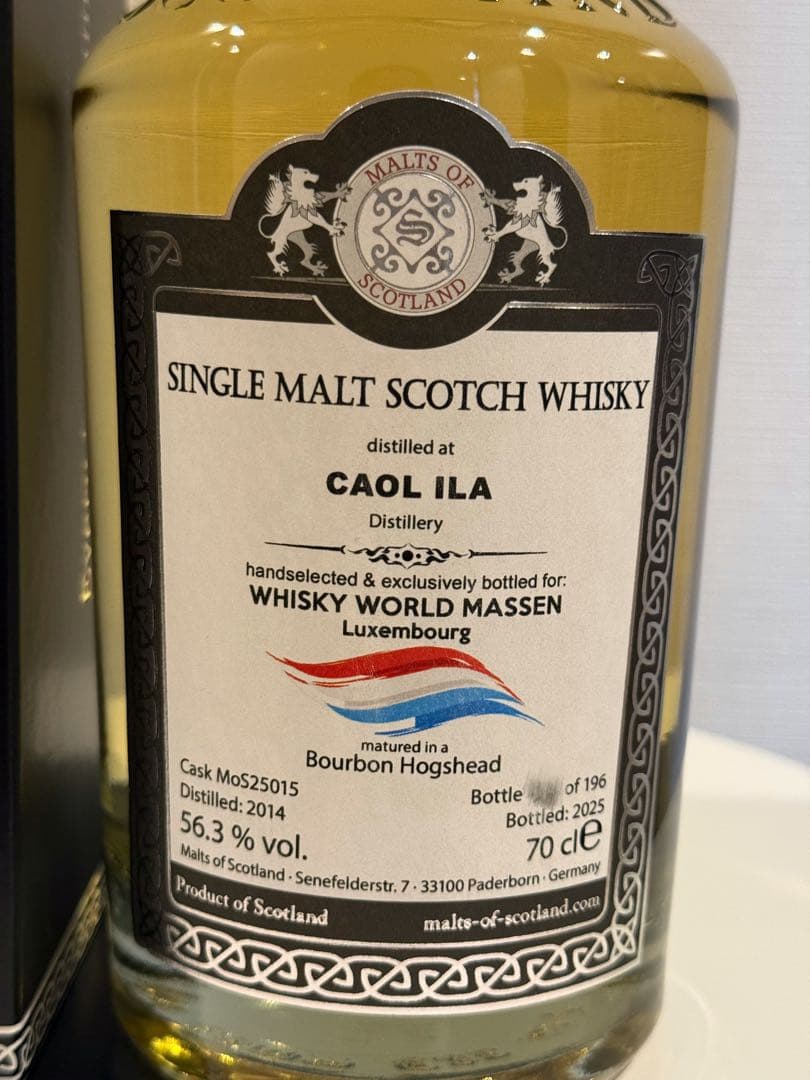 MALTS OF
S
SCOTLAND
SINGLE MALT SCOTCH WHISKY
distilled at
CAOL ILA
Distillery
handselected & exclusively bottled for:
WHISKY WORLD MASSEN
Luxembourg
matured in a
Bourbon Hogshead
Cask MoS25015
Distilled: 2014
56.3 % vol.
Bottle of 196
Bottled: 2025
70 cl e
Malts of Scotland · Senefelderstr. 7 · 33100 Paderborn · Germany
Product of Scotland
malts-of-scotland.com